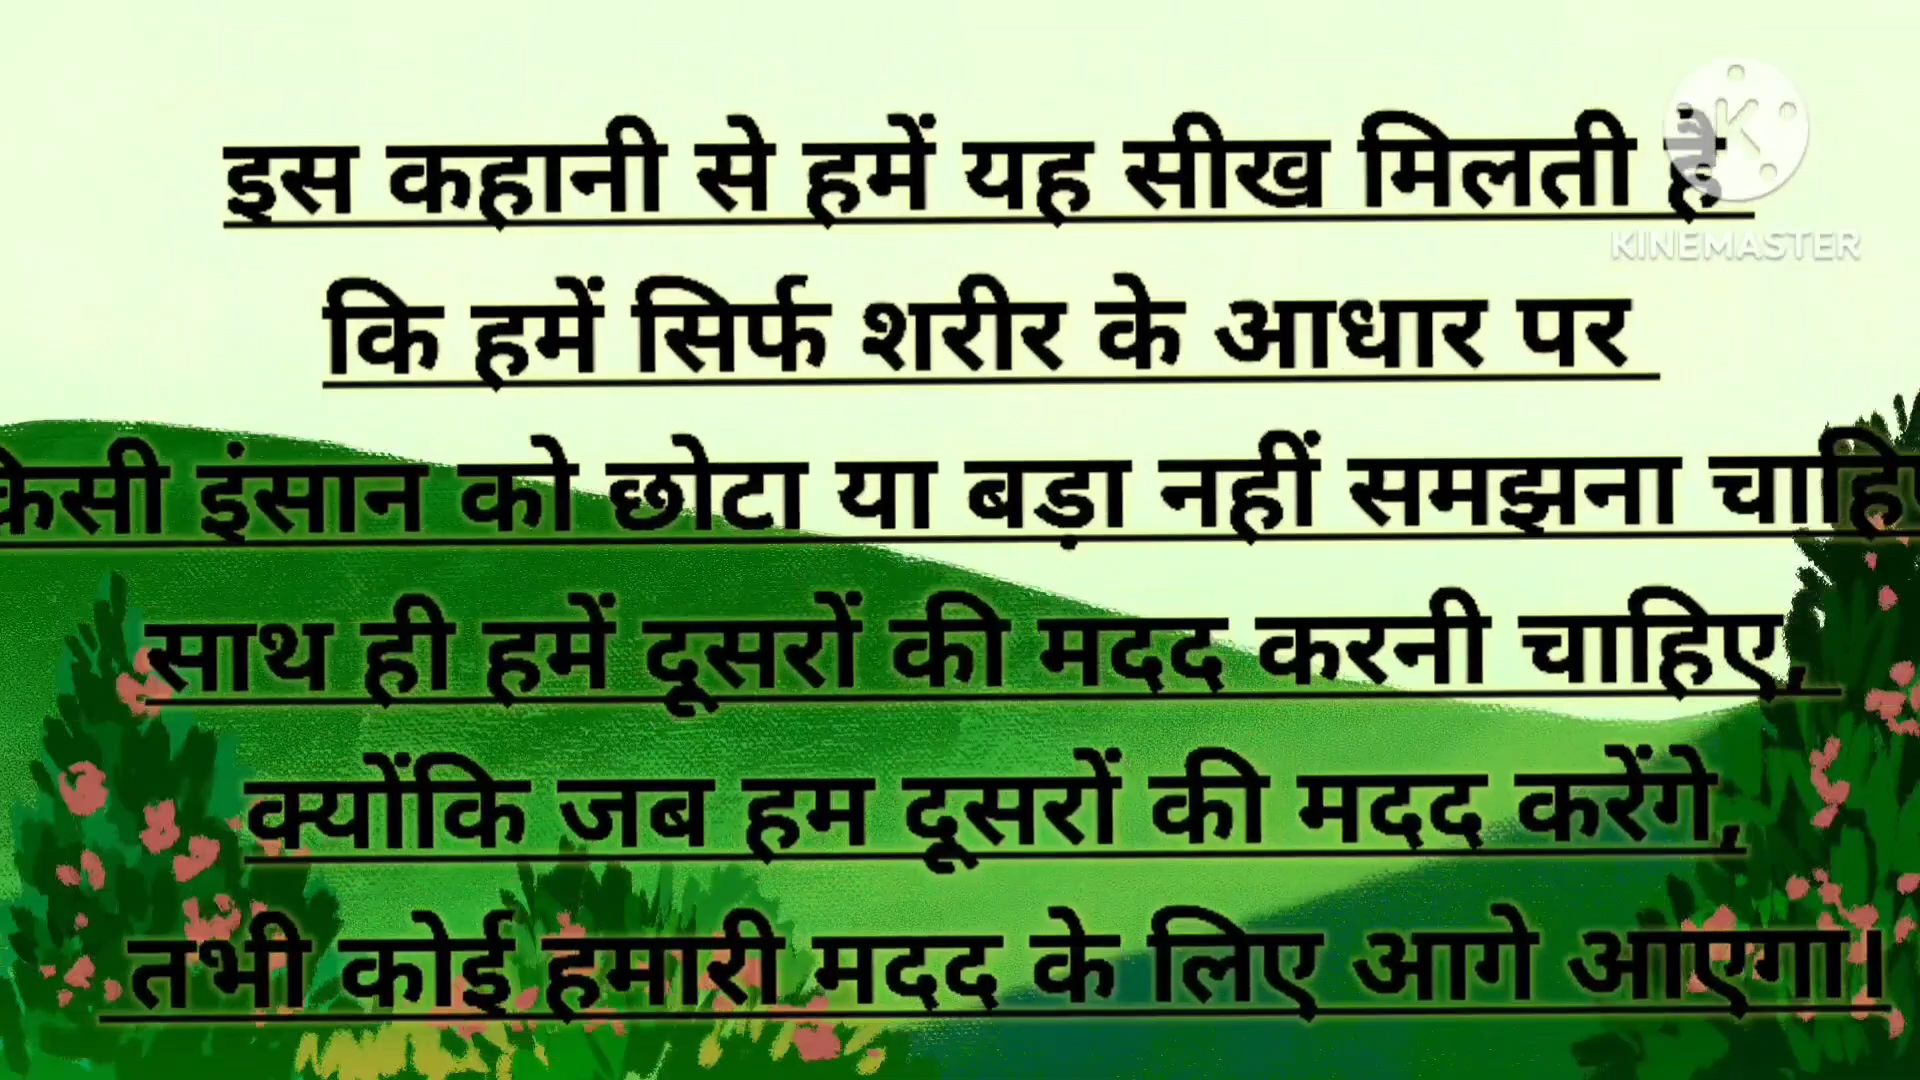 इस कहानी से हमें यह सीख मिलती है
KINEMASTER
कि हमें सिर्फ शरीर के आधार पर
किसी इंसान को छोटा या बड़ा नहीं समझना चाहिए
साथ ही हमें दूसरों की मदद करनी चाहिए,
क्योंकि जब हम दूसरों की मदद करेंगे,
तभी कोई हमारी मदद के लिए आगे आएगा।